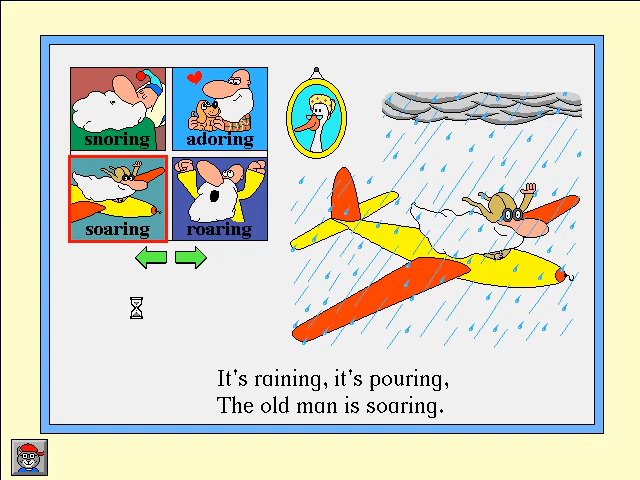 snoring
adoring
soaring
roaring
It's raining, it's pouring,
The old man is soaring.